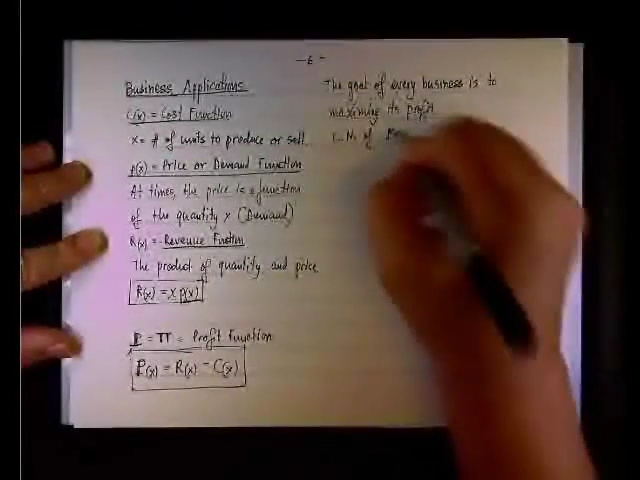 -6-
Business Applications
C(x) = Cost Function
x = # of units to produce or sell.
p(x) = Price or Demand Function
At times, the price is a function
of the quantity x (Demand)
R(x) = Revenue Function
The product of quantity and price
R(x) = x p(x)
P = π = Profit Function
P(x) = R(x) - C(x)
The goal of every business is to
maximize its profit
of